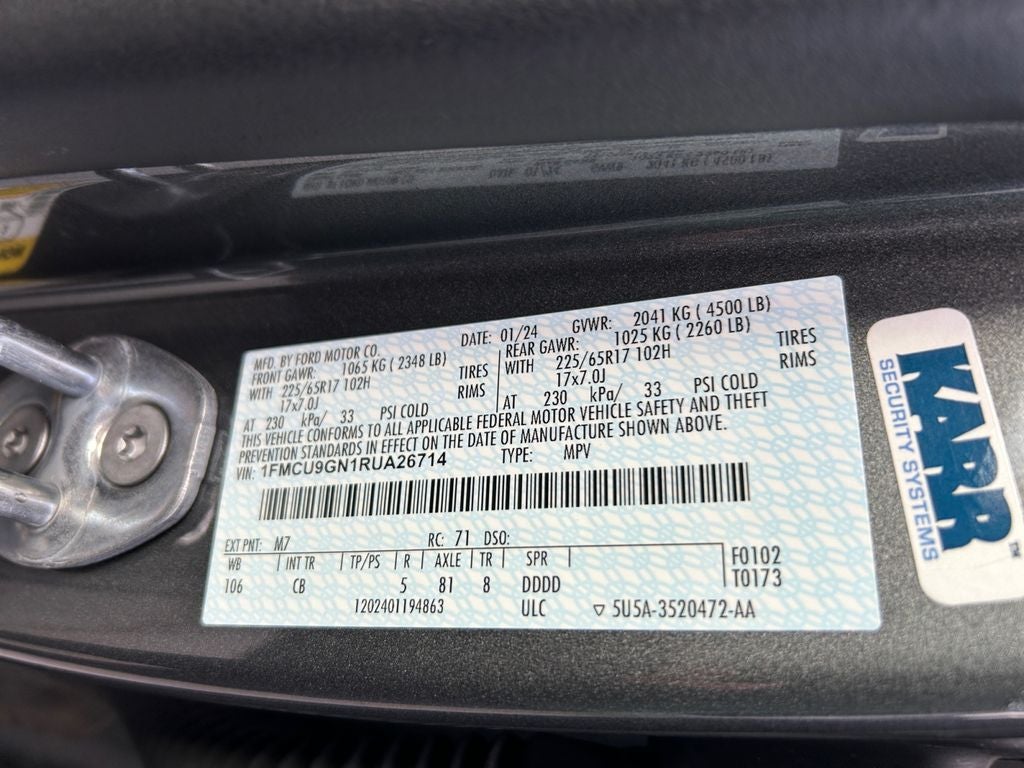 MFD. BY FORD MOTOR CO. DATE: 01/24 GVWR: 2041 KG ( 4500 LB)
FRONT GAWR: 1065 KG ( 2348 LB) REAR GAWR: 1025 KG ( 2260 LB)
WITH 225/65R17 102H TIRES WITH 225/65R17 102H TIRES
17x7.0J RIMS 17x7.0J RIMS
AT 230 kPa/ 33 PSI COLD AT 230 kPa/ 33 PSI COLD
THIS VEHICLE CONFORMS TO ALL APPLICABLE FEDERAL MOTOR VEHICLE SAFETY AND THEFT
PREVENTION STANDARDS IN EFFECT ON THE DATE OF MANUFACTURE SHOWN ABOVE.
VIN: 1FMCU9GN1RUA26714 TYPE: MPV
EXT PNT: M7 RC: 71 DSO:
WB INT TR TP/PS R AXLE TR SPR F0102
106 CB 5 81 8 DDDD T0173
1202401194863 ULC ▽ 5U5A-3520472-AA
KARR
SECURITY SYSTEMS
TM